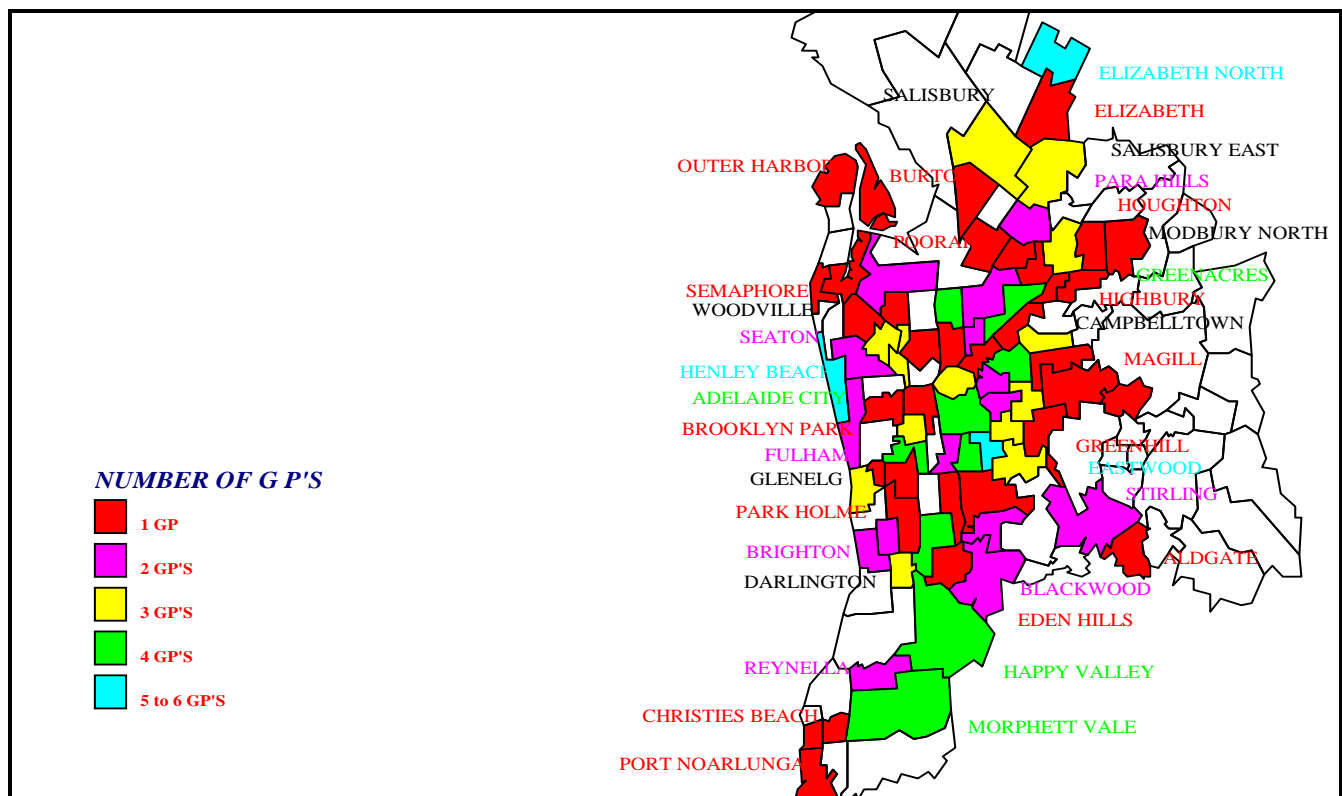 ELIZABETH NORTH
SALISBURY
ELIZABETH
SALISBURY EAST
OUTER HARBOR
BURTO
PARA HILLS
HOUGHTON
MODBURY NORTH
POORAK
GREENACRES
SEMAPHORE
HIGHBURY
WOODVILLE
CAMPBELLTOWN
SEATON
MAGILL
HENLEY BEACH
ADELAIDE CITY
BROOKLYN PARK
GREENHILL
FULHAM
EASTWOOD
GLENELG
STIRLING
NUMBER OF G P'S
PARK HOLME
1 GP
BRIGHTON
ALDGATE
2 GP'S
DARLINGTON
BLACKWOOD
3 GP'S
EDEN HILLS
4 GP'S
REYNELLA
HAPPY VALLEY
5 to 6 GP'S
CHRISTIES BEACH
MORPHETT VALE
PORT NOARLUNGA